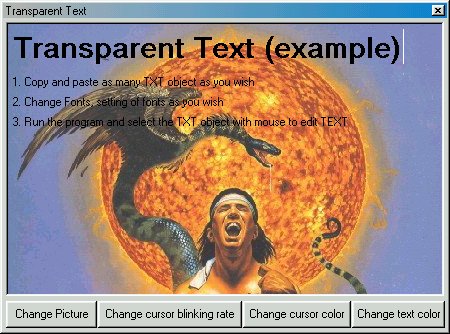 Transparent Text
Transparent Text (example)
1. Copy and paste as many TXT object as you wish
2. Change Fonts, setting of fonts as you wish
3. Run the program and select the TXT object with mouse to edit TEXT
Change Picture
Change cursor blinking rate
Change cursor color
Change text color